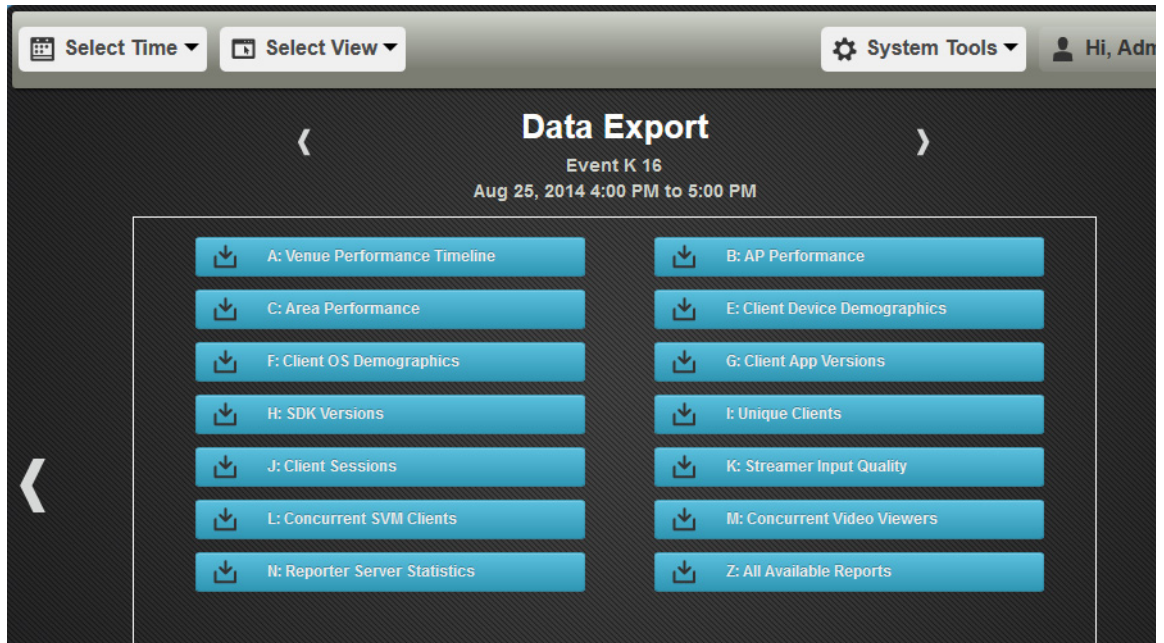 Select Time
Select View
System Tools
Hi, Adm
Data Export
Event K 16
Aug 25, 2014 4:00 PM to 5:00 PM
A: Venue Performance Timeline
B: AP Performance
C: Area Performance
E: Client Device Demographics
F: Client OS Demographics
G: Client App Versions
H: SDK Versions
I: Unique Clients
J: Client Sessions
K: Streamer Input Quality
L: Concurrent SVM Clients
M: Concurrent Video Viewers
N: Reporter Server Statistics
Z: All Available Reports